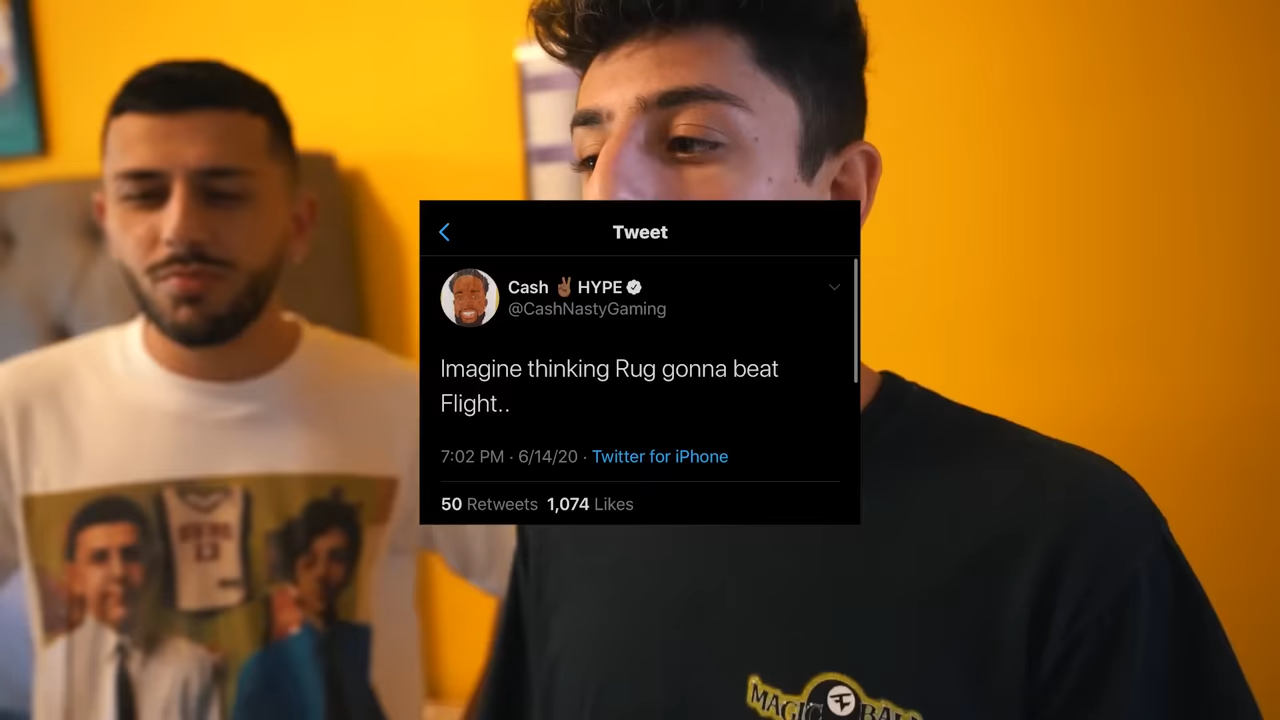 Tweet
Cash ✌🏾 HYPE
@CashNastyGaming
Imagine thinking Rug gonna beat
Flight..
7:02 PM · 6/14/20 · Twitter for iPhone
50 Retweets 1,074 Likes
MAGIC BALL